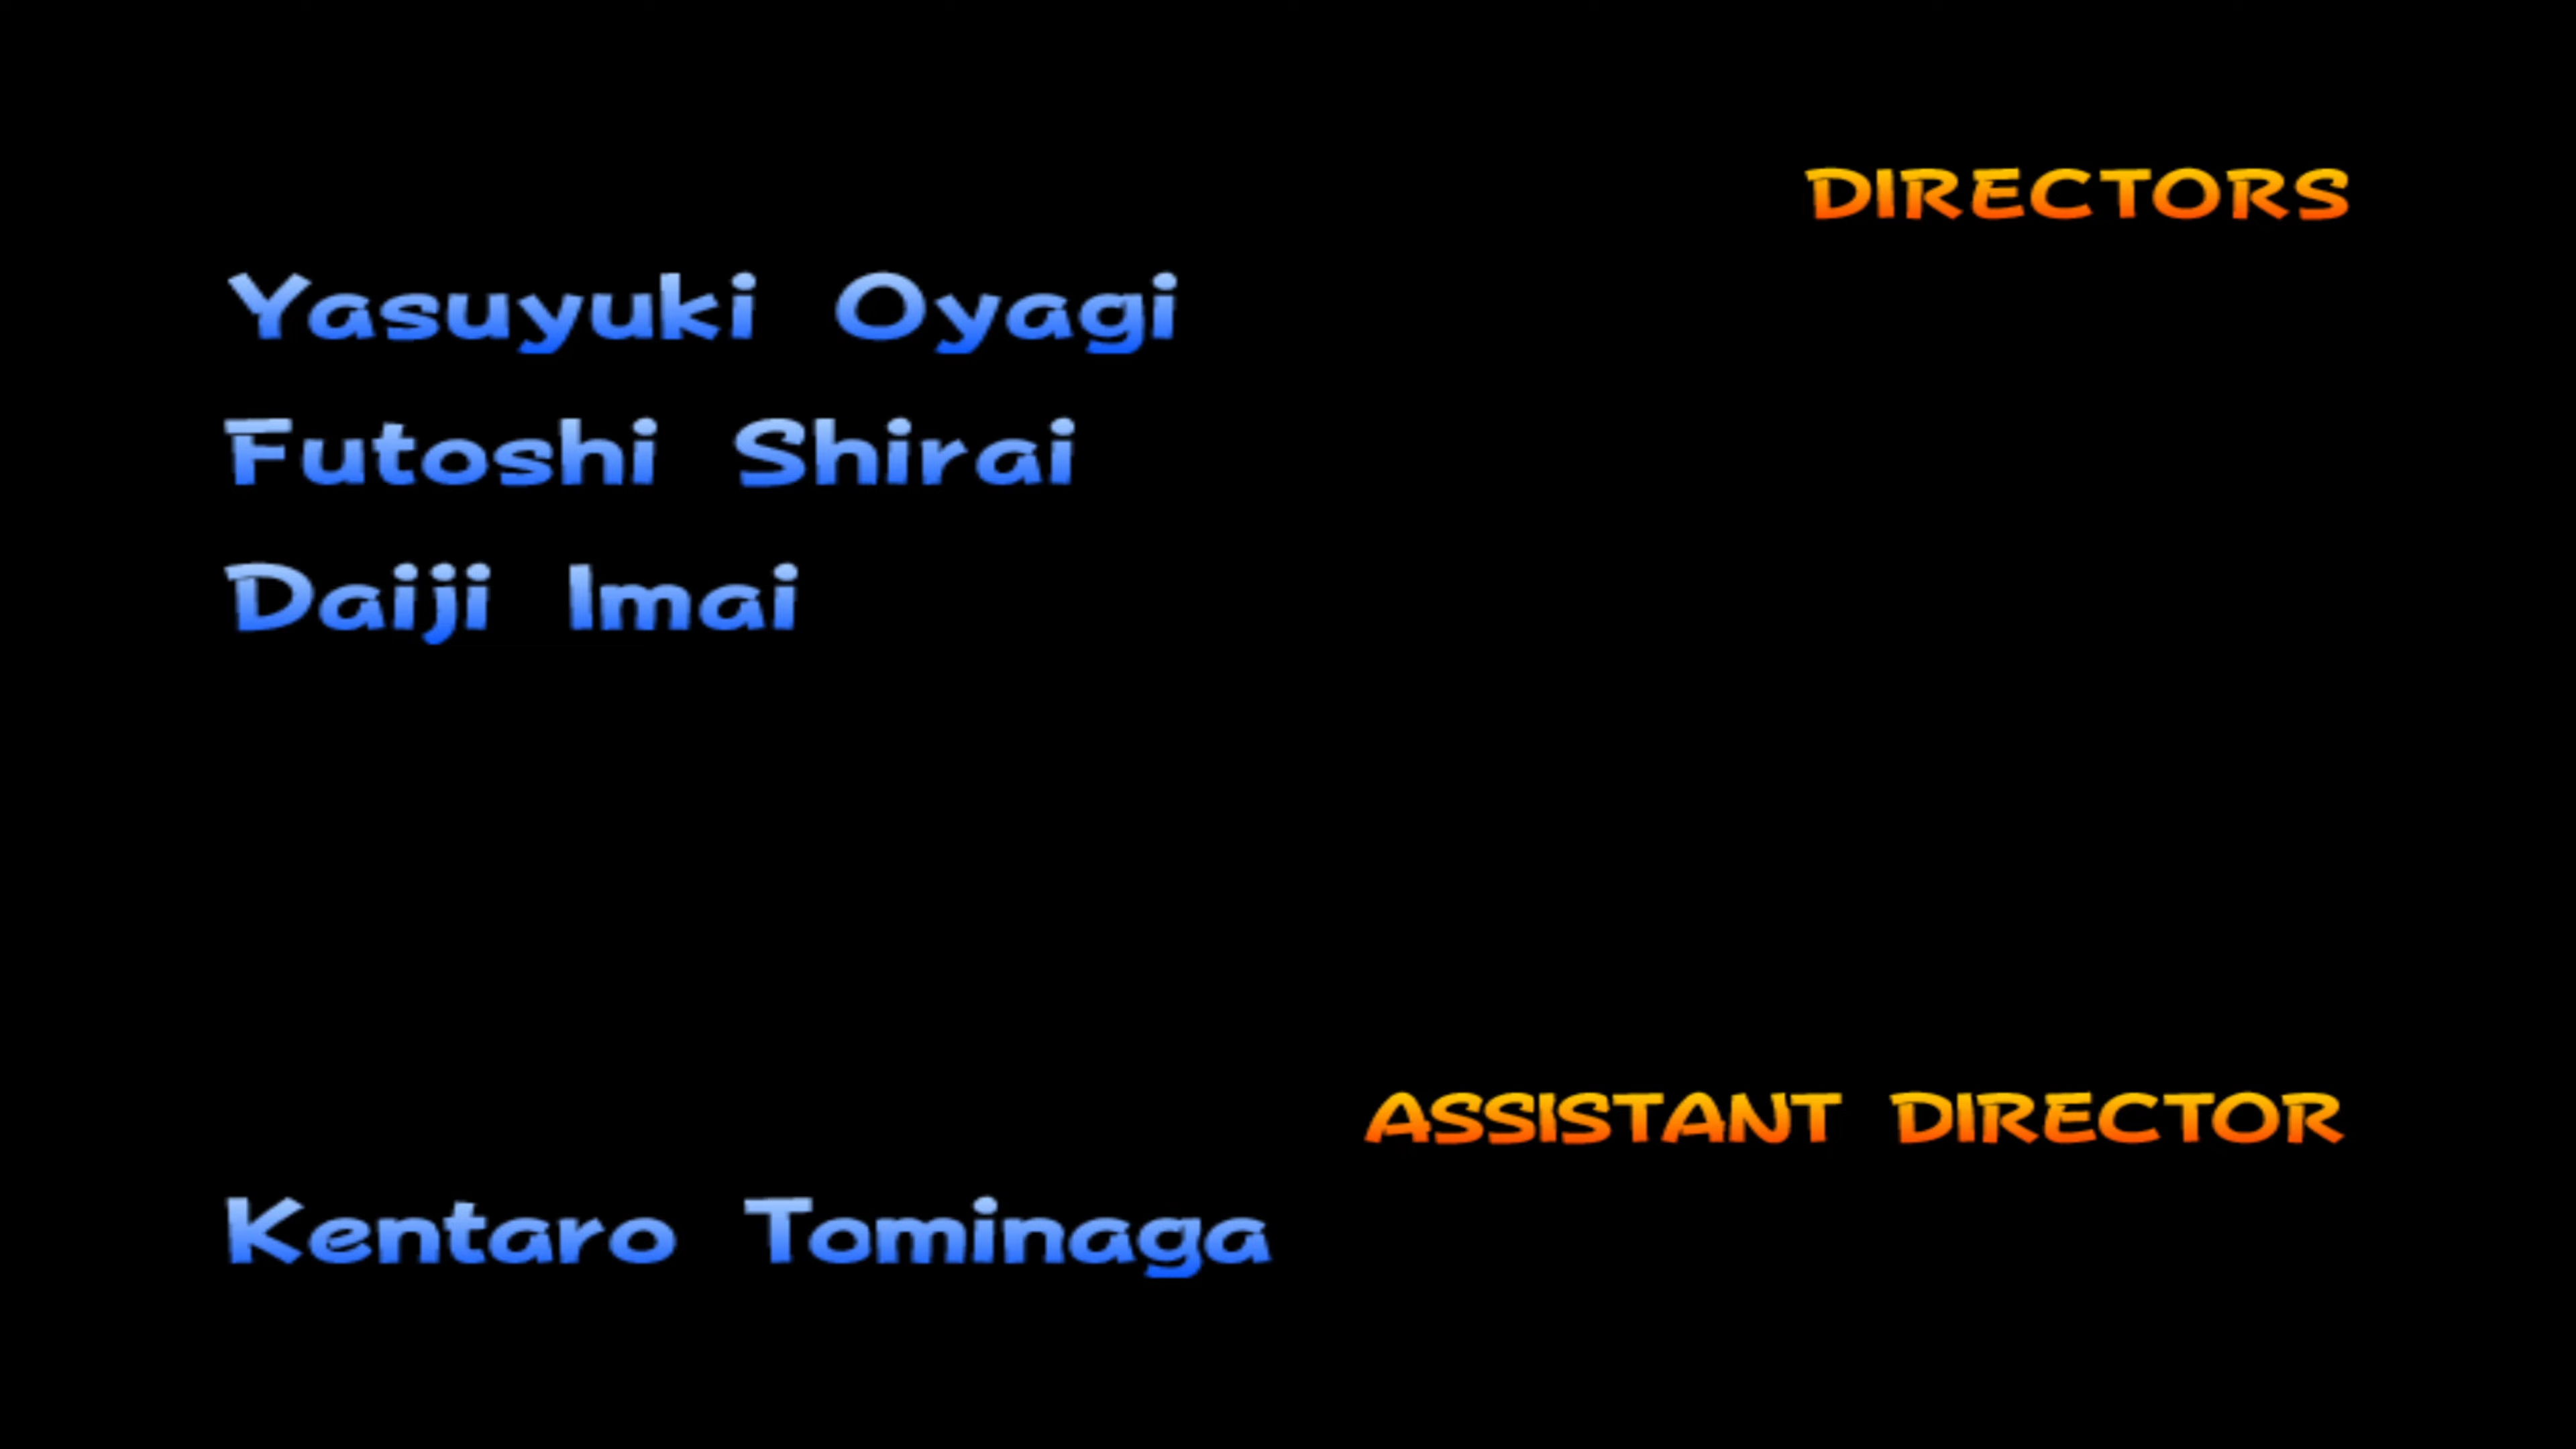 DIRECTORS
Yasuyuki Oyagi
Futoshi Shirai
Daiji Imai
ASSISTANT DIRECTOR
Kentaro Tominaga